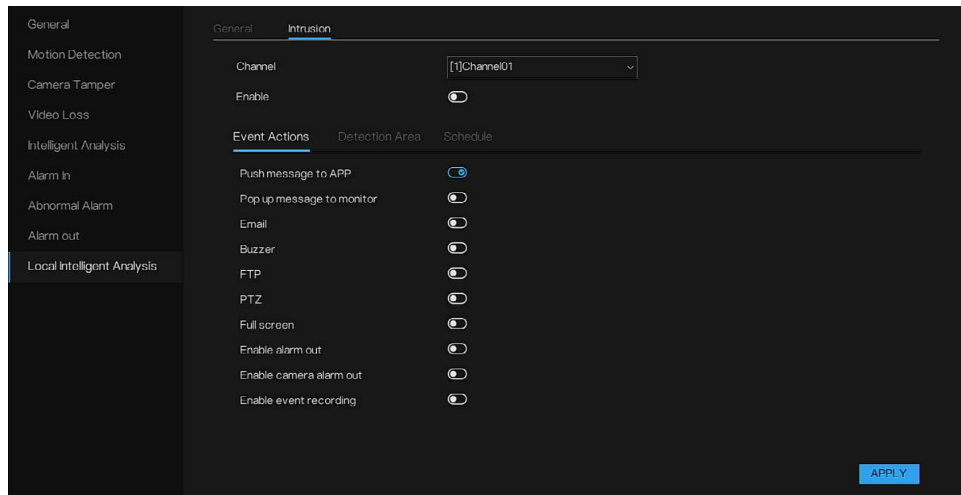 General
Motion Detection
Camera Tamper
Video Loss
Intelligent Analysis
Alarm In
Abnormal Alarm
Alarm out
Local Intelligent Analysis
General Intrusion
Channel [1]Channel01
Enable
Event Actions Detection Area Schedule
Push message to APP
Pop up message to monitor
Email
Buzzer
FTP
PTZ
Full screen
Enable alarm out
Enable camera alarm out
Enable event recording
APPLY